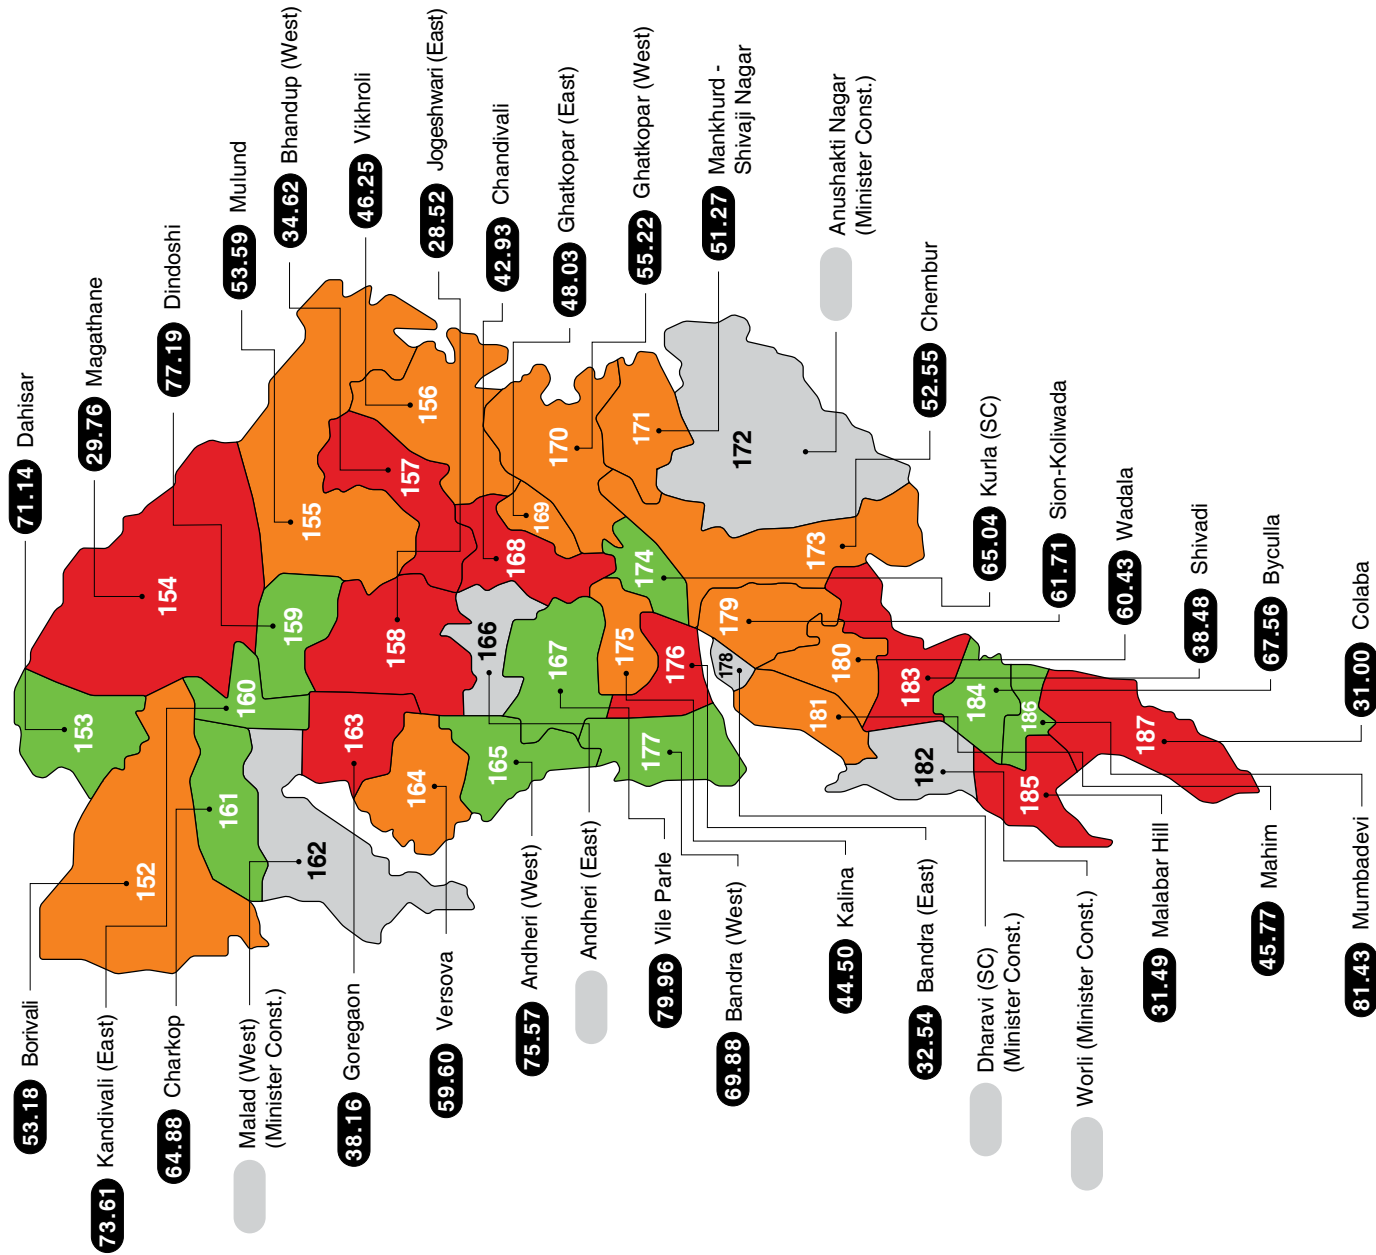 71.14 Dahisar
29.76 Magathane
77.19 Dindoshi
53.59 Mulund
34.62 Bhandup (West)
46.25 Vikhroli
28.52 Jogeshwari (East)
42.93 Chandivali
48.03 Ghatkopar (East)
55.22 Ghatkopar (West)
51.27 Mankhurd -
Shivaji Nagar
Anushakti Nagar
(Minister Const.)
52.55 Chembur
65.04 Kurla (SC)
61.71 Sion-Koliwada
60.43 Wadala
38.48 Shivadi
67.56 Byculla
31.00 Colaba
152
153
154
155
156
157
158
159
160
161
162
163
164
165
166
167
168
169
170
171
172
173
174
175
176
177
178
179
180
181
182
183
184
185
186
187
53.18 Borivali
73.61 Kandivali (East)
64.88 Charkop
Malad (West)
(Minister Const.)
38.16 Goregaon
59.60 Versova
75.57 Andheri (West)
Andheri (East)
79.96 Vile Parle
69.88 Bandra (West)
44.50 Kalina
32.54 Bandra (East)
Dharavi (SC)
(Minister Const.)
Worli (Minister Const.)
31.49 Malabar Hill
45.77 Mahim
81.43 Mumbadevi